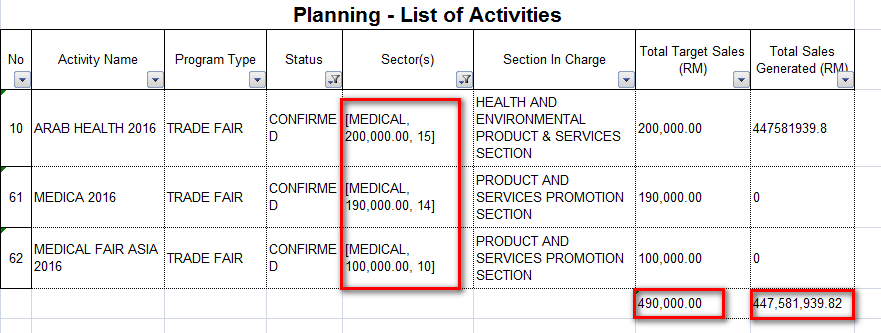 Planning - List of Activities
No
Activity Name
Program Type
Status
Sector(s)
Section In Charge
Total Target Sales
(RM)
Total Sales
Generated (RM)
10
ARAB HEALTH 2016
TRADE FAIR
CONFIRME
D
[MEDICAL,
200,000.00, 15]
HEALTH AND
ENVIRONMENTAL
PRODUCT & SERVICES
SECTION
200,000.00
447581939.8
61
MEDICA 2016
TRADE FAIR
CONFIRME
D
[MEDICAL,
190,000.00, 14]
PRODUCT AND
SERVICES PROMOTION
SECTION
190,000.00
0
62
MEDICAL FAIR ASIA
2016
TRADE FAIR
CONFIRME
D
[MEDICAL,
100,000.00, 10]
PRODUCT AND
SERVICES PROMOTION
SECTION
100,000.00
0
490,000.00
447,581,939.82